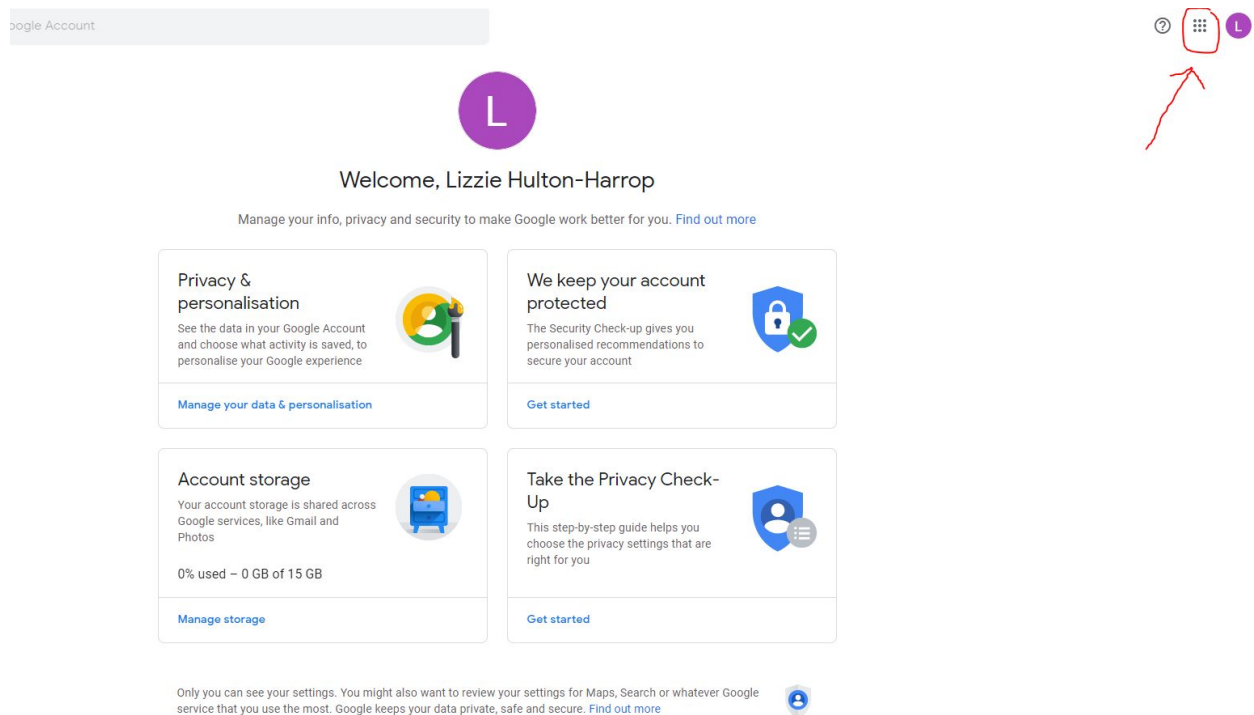 oogle Account
L
L
Welcome, Lizzie Hulton-Harrop
Manage your info, privacy and security to make Google work better for you. Find out more
Privacy &
personalisation
See the data in your Google Account
and choose what activity is saved, to
personalise your Google experience
Manage your data & personalisation
We keep your account
protected
The Security Check-up gives you
personalised recommendations to
secure your account
Get started
Account storage
Your account storage is shared across
Google services, like Gmail and
Photos
0% used – 0 GB of 15 GB
Manage storage
Take the Privacy Check-
Up
This step-by-step guide helps you
choose the privacy settings that are
right for you
Get started
Only you can see your settings. You might also want to review your settings for Maps, Search or whatever Google
service that you use the most. Google keeps your data private, safe and secure. Find out more